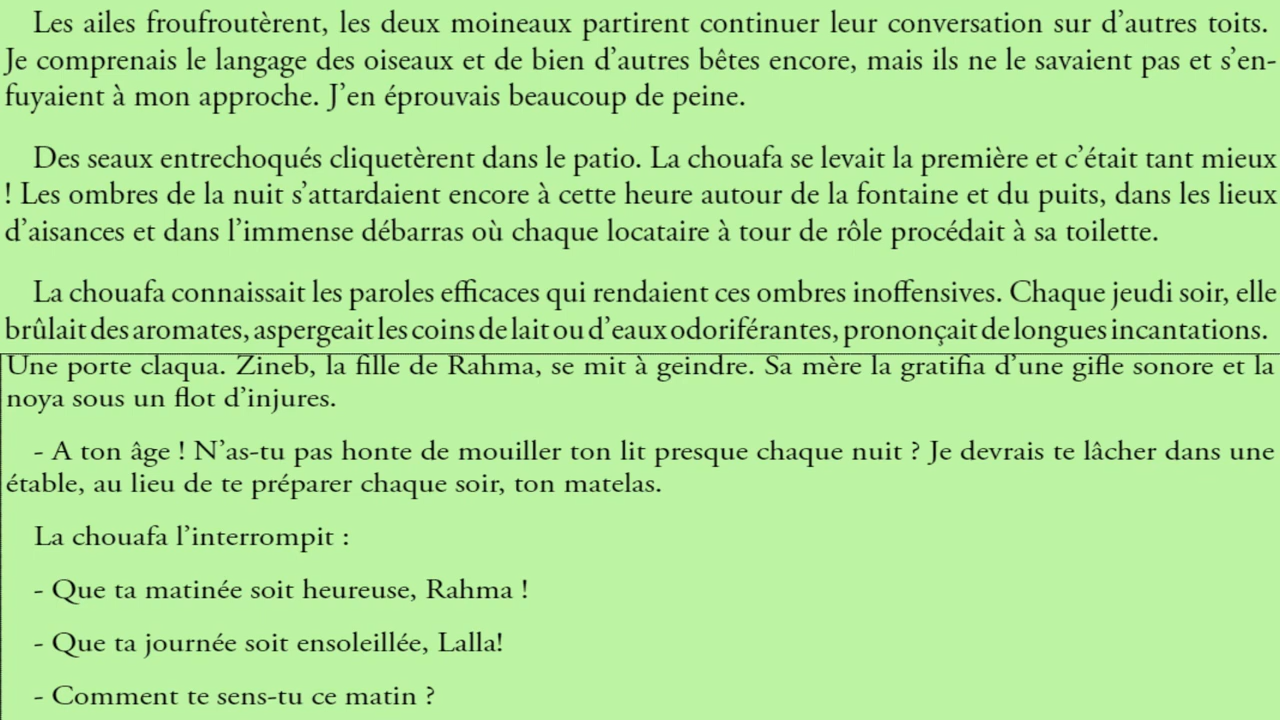 Les ailes froufroutèrent, les deux moineaux partirent continuer leur conversation sur d’autres toits.
Je comprenais le langage des oiseaux et de bien d’autres bêtes encore, mais ils ne le savaient pas et s’en-
fuyaient à mon approche. J’en éprouvais beaucoup de peine.
Des seaux entrechoqués cliquetèrent dans le patio. La chouafa se levait la première et c’était tant mieux
! Les ombres de la nuit s’attardaient encore à cette heure autour de la fontaine et du puits, dans les lieux
d’aisances et dans l’immense débarras où chaque locataire à tour de rôle procédait à sa toilette.
La chouafa connaissait les paroles efficaces qui rendaient ces ombres inoffensives. Chaque jeudi soir, elle
brûlait des aromates, aspergeait les coins de lait ou d’eaux odoriférantes, prononçait de longues incantations.
Une porte claqua. Zineb, la fille de Rahma, se mit à geindre. Sa mère la gratifia d’une gifle sonore et la
noya sous un flot d’injures.
- A ton âge ! N’as-tu pas honte de mouiller ton lit presque chaque nuit ? Je devrais te lâcher dans une
étable, au lieu de te préparer chaque soir, ton matelas.
La chouafa l’interrompit :
- Que ta matinée soit heureuse, Rahma !
- Que ta journée soit ensoleillée, Lalla!
- Comment te sens-tu ce matin ?